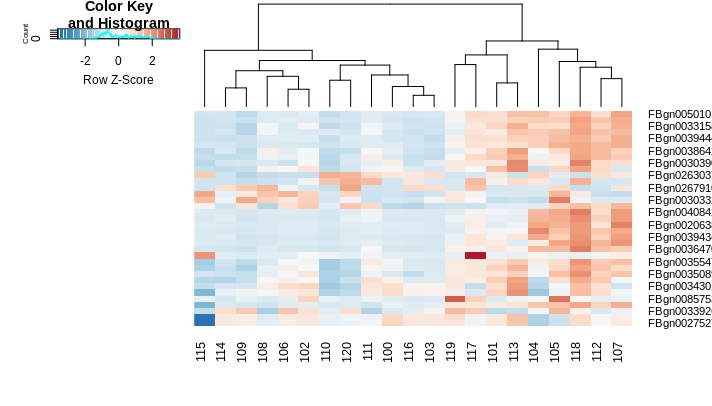 Color Key
and Histogram
Count
0
-2 0 2
Row Z-Score
FBgn005010
FBgn003315
FBgn003944
FBgn003864
FBgn003039
FBgn026303
FBgn026791
FBgn003033
FBgn004084
FBgn002063
FBgn003943
FBgn003647
FBgn003554
FBgn003508
FBgn003430
FBgn008575
FBgn003392
FBgn002752
115 114 109 108 106 102 110 120 111 100 116 103 119 117 101 113 104 105 118 112 107